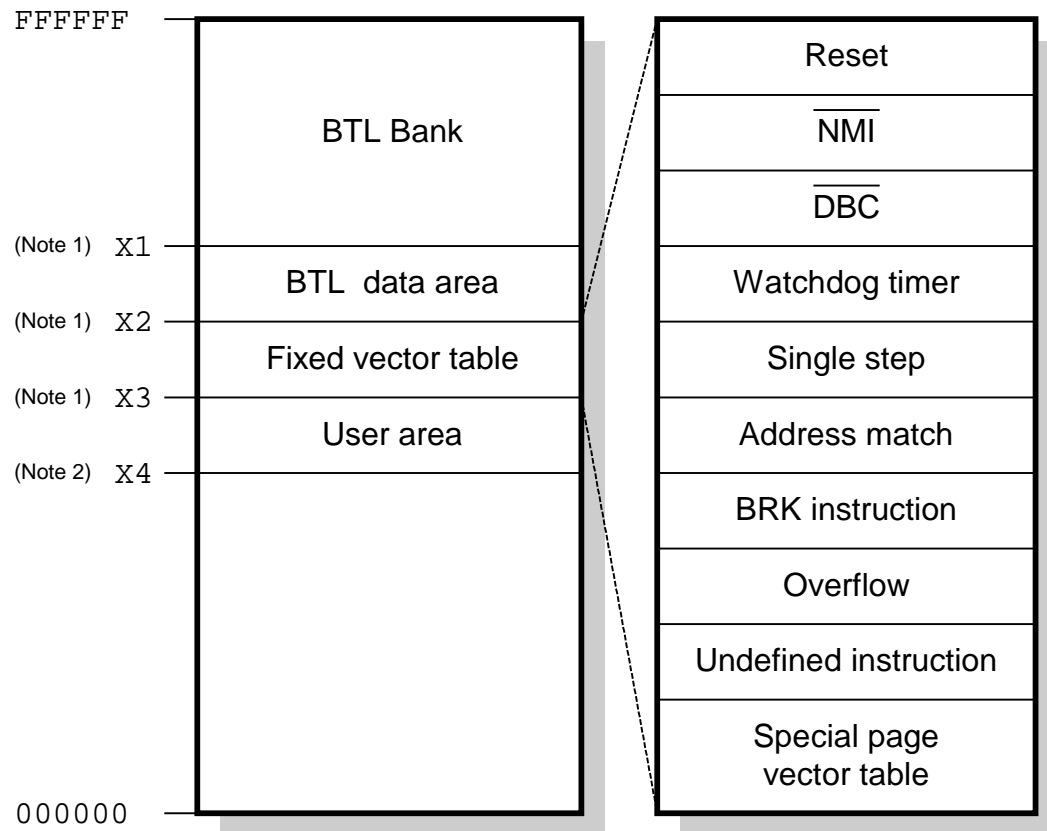 FFFFFF
BTL Bank
(Note 1) X1
BTL data area
(Note 1) X2
Fixed vector table
(Note 1) X3
User area
(Note 2) X4
000000
Reset
N̅M̅I̅
D̅B̅C̅
Watchdog timer
Single step
Address match
BRK instruction
Overflow
Undefined instruction
Special page
vector table